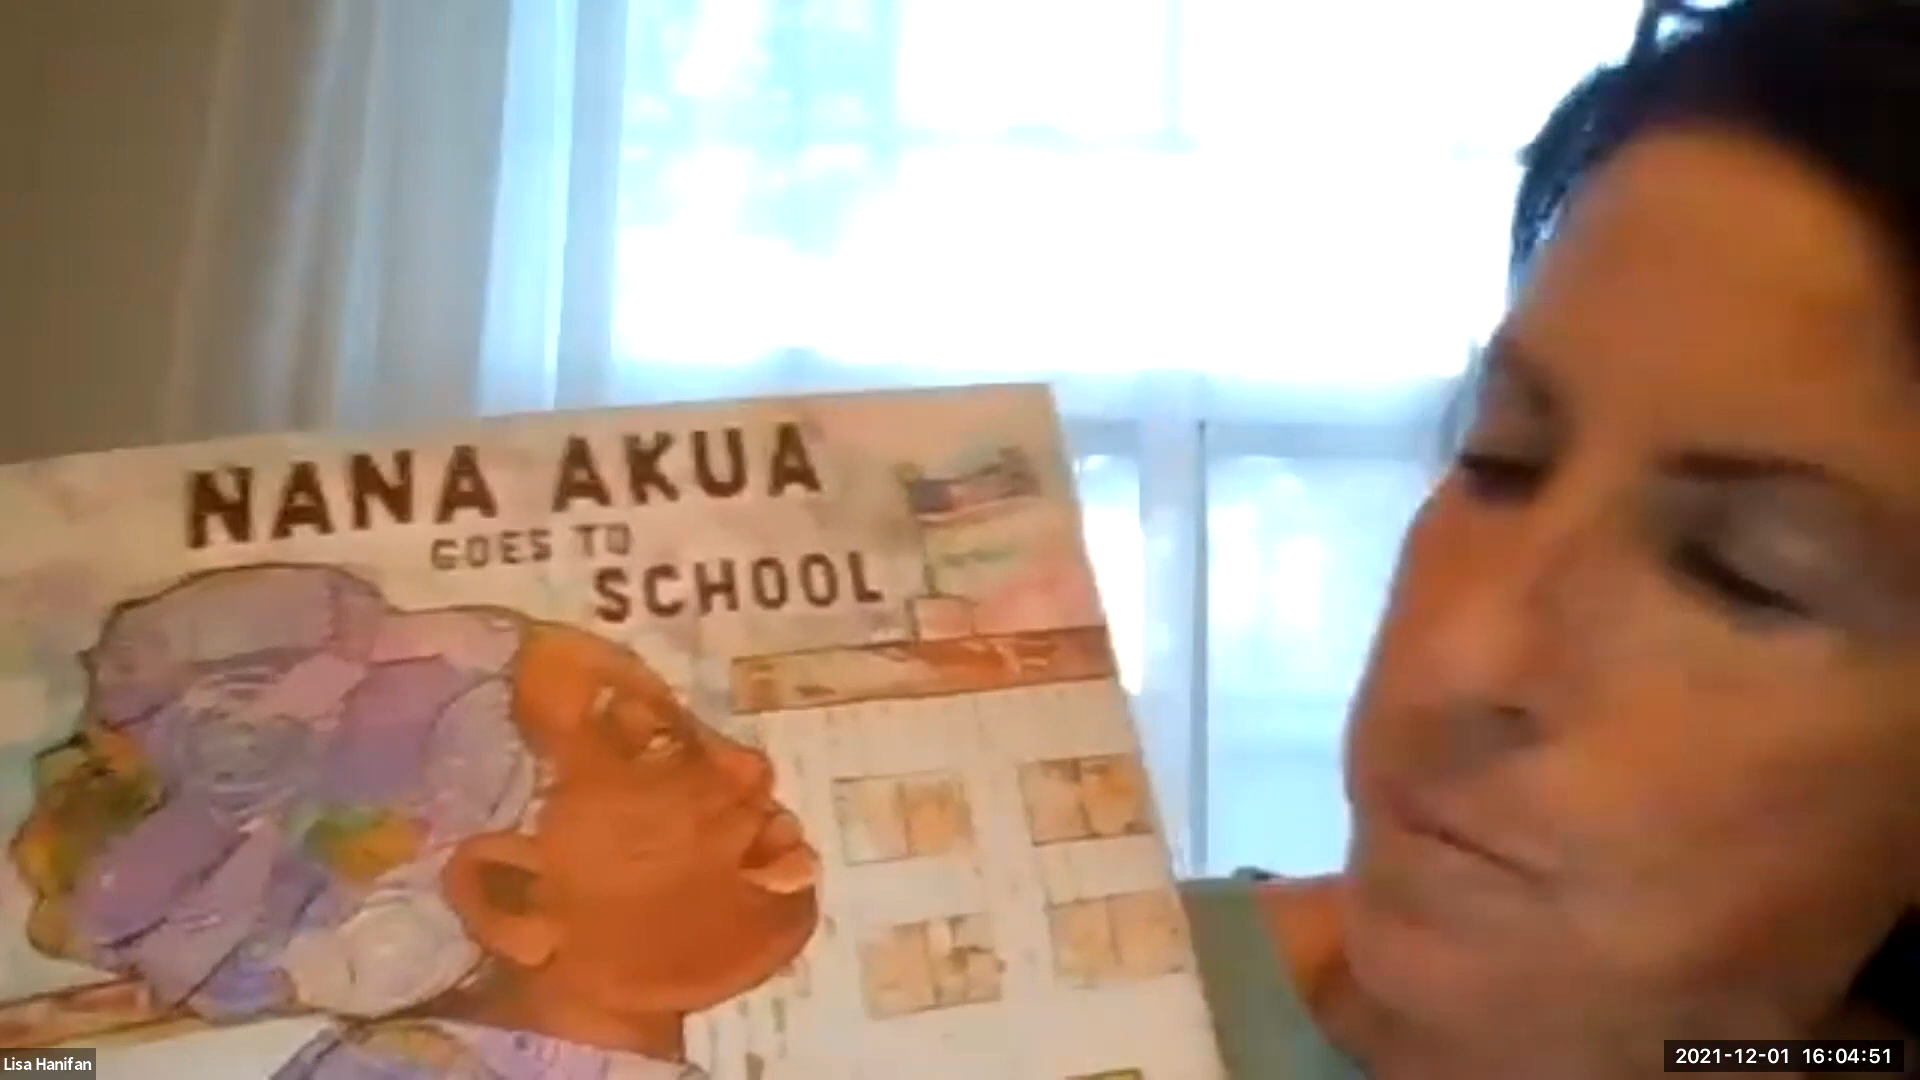 NANA AKUA
GOES TO
SCHOOL
Lisa Hanifan
2021-12-01 16:04:51